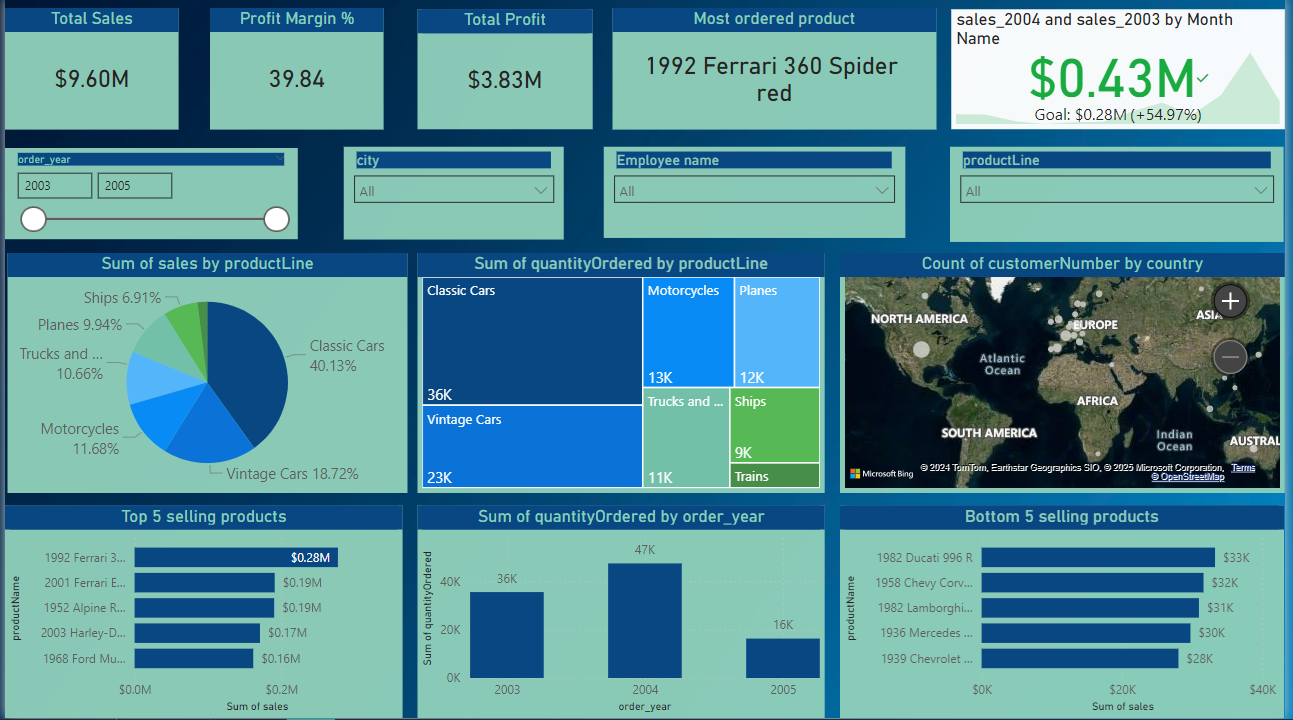 Total Sales
$9.60M
Profit Margin %
39.84
Total Profit
$3.83M
Most ordered product
1992 Ferrari 360 Spider
red
sales_2004 and sales_2003 by Month
Name
$0.43M
Goal: $0.28M (+54.97%)
order_year
2003
2005
city
All
Employee name
All
productLine
All
Sum of sales by productLine
Ships 6.91%
Planes 9.94%
Trucks and ...
10.66%
Motorcycles
11.68%
Classic Cars
40.13%
Vintage Cars 18.72%
Sum of quantityOrdered by productLine
Classic Cars
36K
Vintage Cars
23K
Motorcycles
13K
Planes
12K
Trucks and ...
11K
Ships
9K
Trains
Count of customerNumber by country
NORTH AMERICA
EUROPE
ASIA
Atlantic
Ocean
AFRICA
SOUTH AMERICA
Indian
Ocean
AUSTRAL
Microsoft Bing
© 2024 TomTom, Earthstar Geographics SIO, © 2025 Microsoft Corporation, Terms
© OpenStreetMap
Top 5 selling products
productName
1992 Ferrari 3... $0.28M
2001 Ferrari E... $0.19M
1952 Alpine R... $0.19M
2003 Harley-D... $0.17M
1968 Ford Mu... $0.16M
$0.0M $0.2M
Sum of sales
Sum of quantityOrdered by order_year
Sum of quantityOrdered
40K
20K
0K
36K
47K
16K
2003 2004 2005
order_year
Bottom 5 selling products
productName
1982 Ducati 996 R $33K
1958 Chevy Corv... $32K
1982 Lamborghi... $31K
1936 Mercedes ... $30K
1939 Chevrolet ... $28K
$0K $20K $40K
Sum of sales